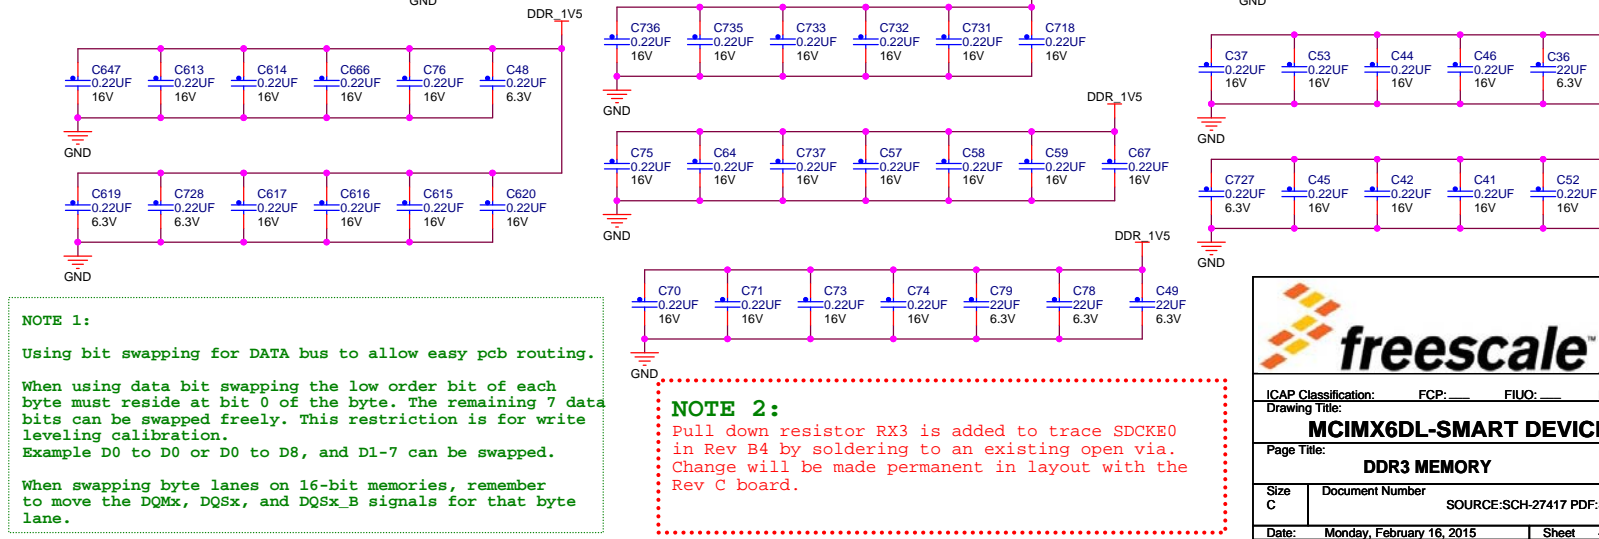 GND
DDR_1V5
C647
0.22UF
16V
C613
0.22UF
16V
C614
0.22UF
16V
C666
0.22UF
16V
C76
0.22UF
16V
C48
0.22UF
6.3V
GND
C619
0.22UF
6.3V
C728
0.22UF
6.3V
C617
0.22UF
16V
C616
0.22UF
16V
C615
0.22UF
16V
C620
0.22UF
16V
GND
C736
0.22UF
16V
C735
0.22UF
16V
C733
0.22UF
16V
C732
0.22UF
16V
C731
0.22UF
16V
C718
0.22UF
16V
GND
DDR_1V5
C75
0.22UF
16V
C64
0.22UF
16V
C737
0.22UF
16V
C57
0.22UF
16V
C58
0.22UF
16V
C59
0.22UF
16V
C67
0.22UF
16V
GND
DDR_1V5
C70
0.22UF
16V
C71
0.22UF
16V
C73
0.22UF
16V
C74
0.22UF
16V
C79
22UF
6.3V
C78
22UF
6.3V
C49
22UF
6.3V
GND
GND
C37
0.22UF
16V
C53
0.22UF
16V
C44
0.22UF
16V
C46
0.22UF
16V
C36
22UF
6.3V
GND
C727
0.22UF
6.3V
C45
0.22UF
16V
C42
0.22UF
16V
C41
0.22UF
16V
C52
0.22UF
16V
GND
NOTE 1:
Using bit swapping for DATA bus to allow easy pcb routing.
When using data bit swapping the low order bit of each
byte must reside at bit 0 of the byte. The remaining 7 data
bits can be swapped freely. This restriction is for write
leveling calibration.
Example D0 to D0 or D0 to D8, and D1-7 can be swapped.
When swapping byte lanes on 16-bit memories, remember
to move the DQMx, DQSx, and DQSx_B signals for that byte
lane.
NOTE 2:
Pull down resistor RX3 is added to trace SDCKE0
in Rev B4 by soldering to an existing open via.
Change will be made permanent in layout with the
Rev C board.
freescale™
ICAP Classification: FCP: ___ FIUO: ___
Drawing Title:
MCIMX6DL-SMART DEVIC
Page Title:
DDR3 MEMORY
Size
C
Document Number
SOURCE:SCH-27417 PDF:
Date: Monday, February 16, 2015 Sheet